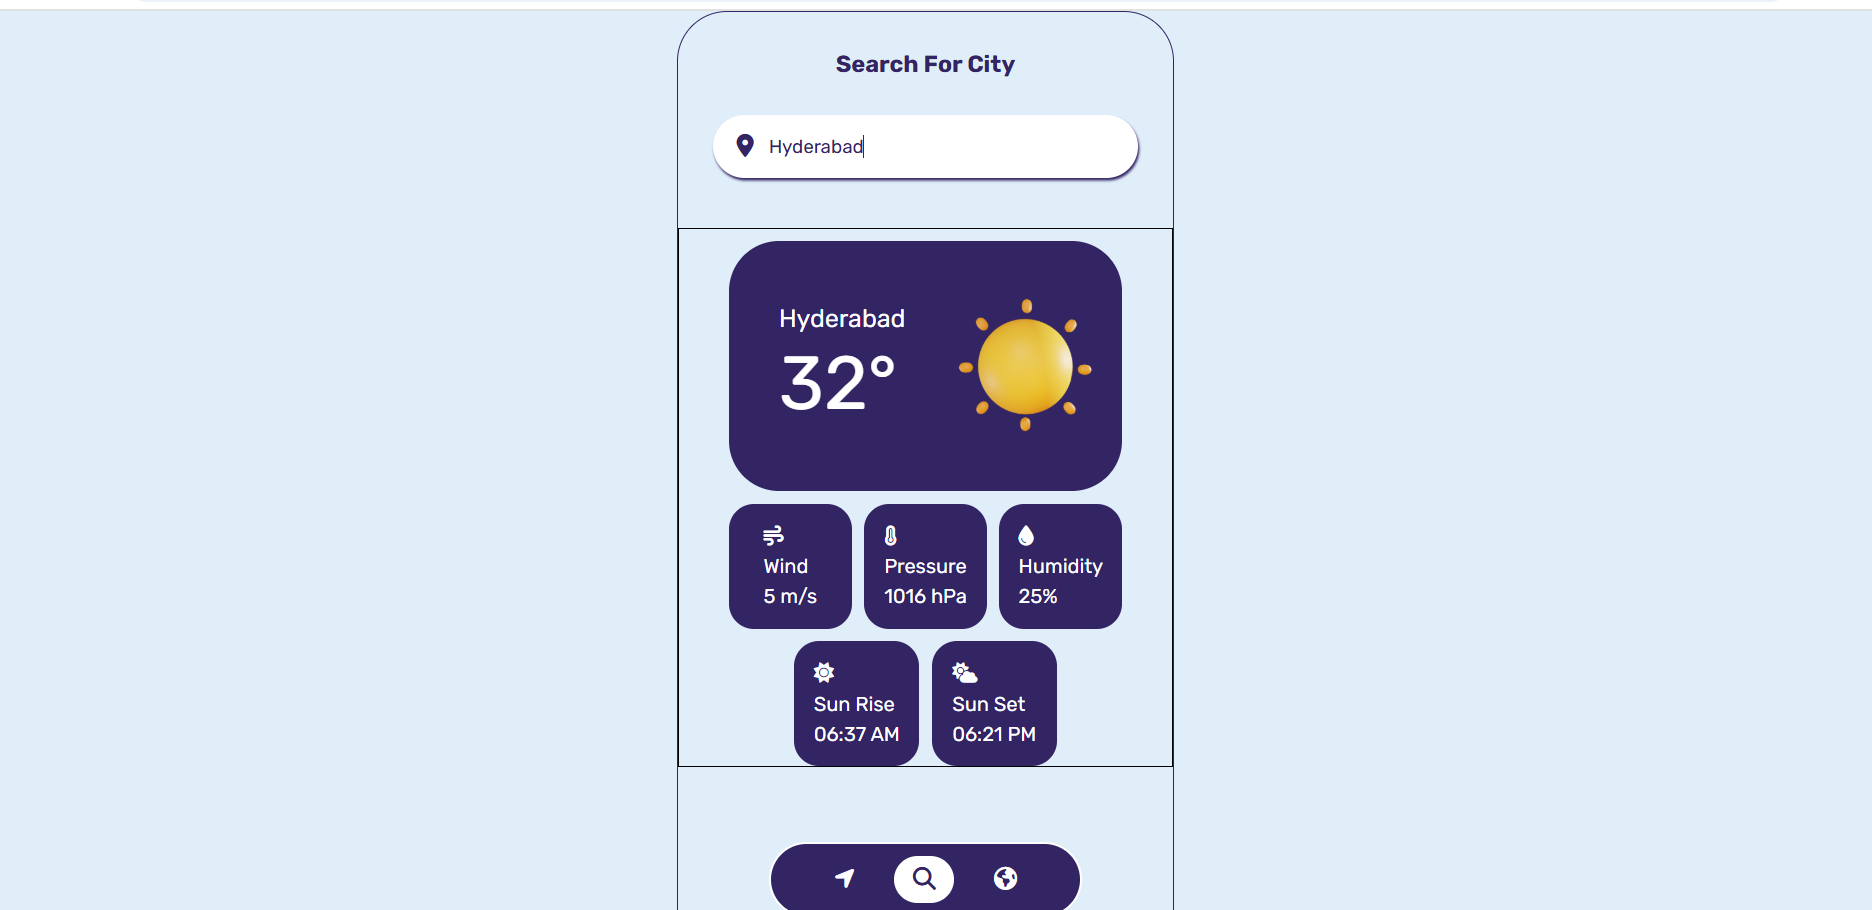 Search For City
Hyderabad
Hyderabad
32°
Wind
5 m/s
Pressure
1016 hPa
Humidity
25%
Sun Rise
06:37 AM
Sun Set
06:21 PM